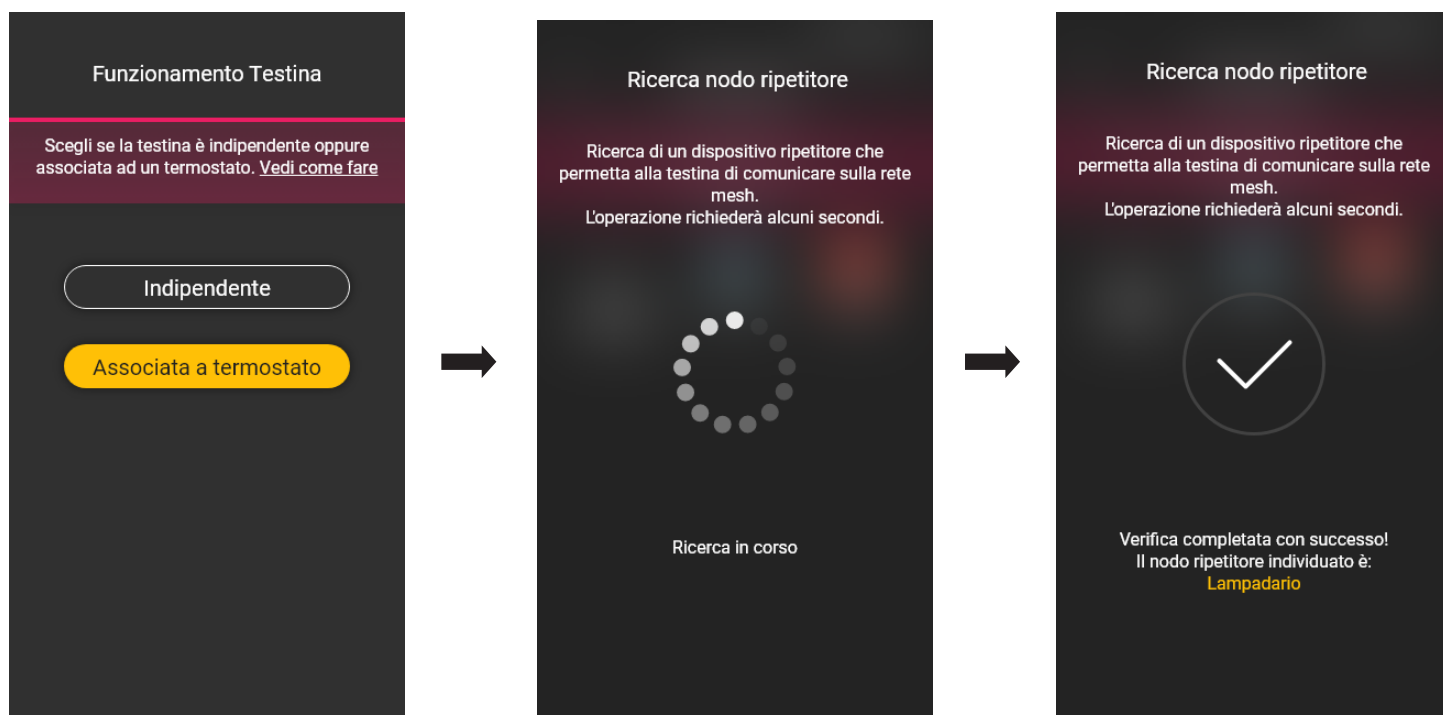 Funzionamento Testina
Scegli se la testina è indipendente oppure
associata ad un termostato. Vedi come fare
Indipendente
Associata a termostato
Ricerca nodo ripetitore
Ricerca di un dispositivo ripetitore che
permetta alla testina di comunicare sulla rete
mesh.
L'operazione richiederà alcuni secondi.
Ricerca in corso
Ricerca nodo ripetitore
Ricerca di un dispositivo ripetitore che
permetta alla testina di comunicare sulla rete
mesh.
L'operazione richiederà alcuni secondi.
Verifica completata con successo!
Il nodo ripetitore individuato è:
Lampadario